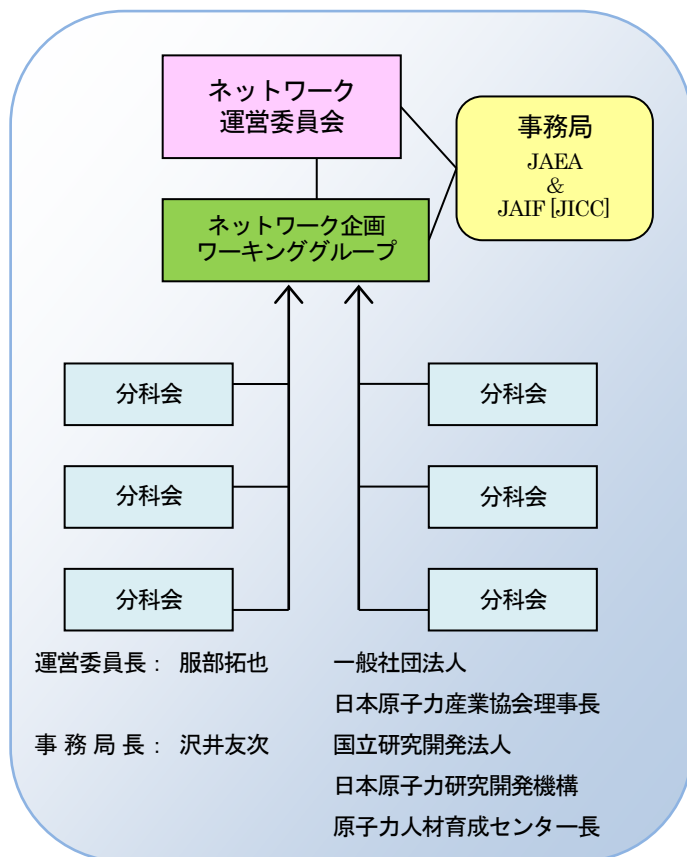 ネットワーク
運営委員会
事務局
JAEA
&
JAIF [JICC]
ネットワーク企画
ワーキンググループ
分科会
分科会
分科会
分科会
分科会
分科会
運営委員長： 服部拓也 一般社団法人
日本原子力産業協会理事長
事 務 局 長： 沢井友次 国立研究開発法人
日本原子力研究開発機構
原子力人材育成センター長